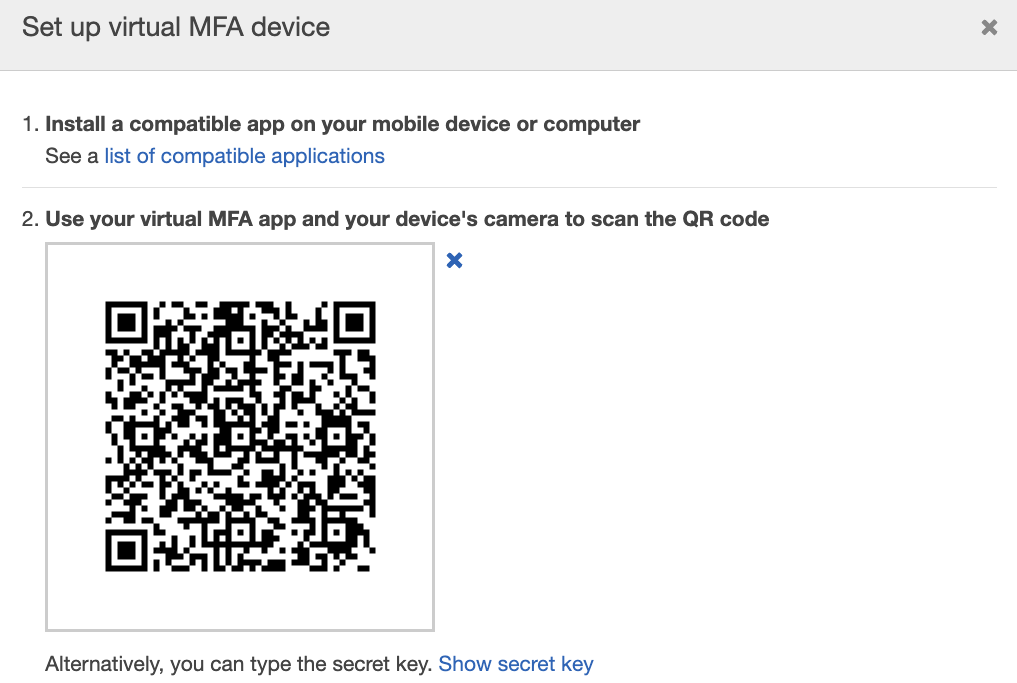 Set up virtual MFA device
1. Install a compatible app on your mobile device or computer
See a list of compatible applications
2. Use your virtual MFA app and your device's camera to scan the QR code
Alternatively, you can type the secret key. Show secret key